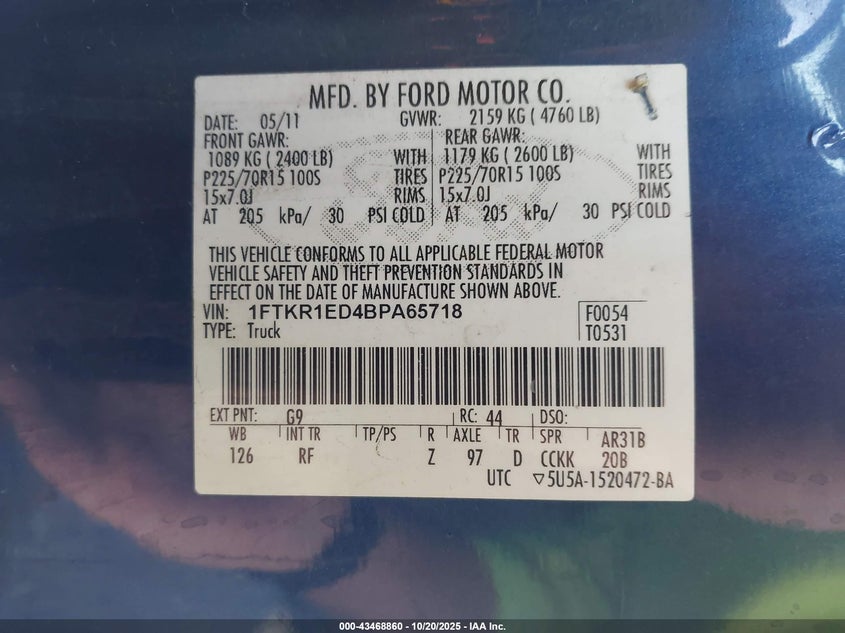 MFD. BY FORD MOTOR CO.
DATE: 05/11 GVWR: 2159 KG ( 4760 LB)
FRONT GAWR: REAR GAWR:
1089 KG ( 2400 LB) WITH 1179 KG ( 2600 LB) WITH
P225/70R15 100S TIRES P225/70R15 100S TIRES
15x7.0J RIMS 15x7.0J RIMS
AT 205 kPa/ 30 PSI COLD AT 205 kPa/ 30 PSI COLD
THIS VEHICLE CONFORMS TO ALL APPLICABLE FEDERAL MOTOR
VEHICLE SAFETY AND THEFT PREVENTION STANDARDS IN
EFFECT ON THE DATE OF MANUFACTURE SHOWN ABOVE.
VIN: 1FTKR1ED4BPA65718 F0054
TYPE: Truck T0531
EXT PNT: G9 RC: 44 DSO:
WB INT TR TP/PS R AXLE TR SPR AR31B
126 RF Z 97 D CCKK 20B
UTC ▽5U5A-1520472-BA
000-43468860 - 10/20/2025 - IAA Inc.